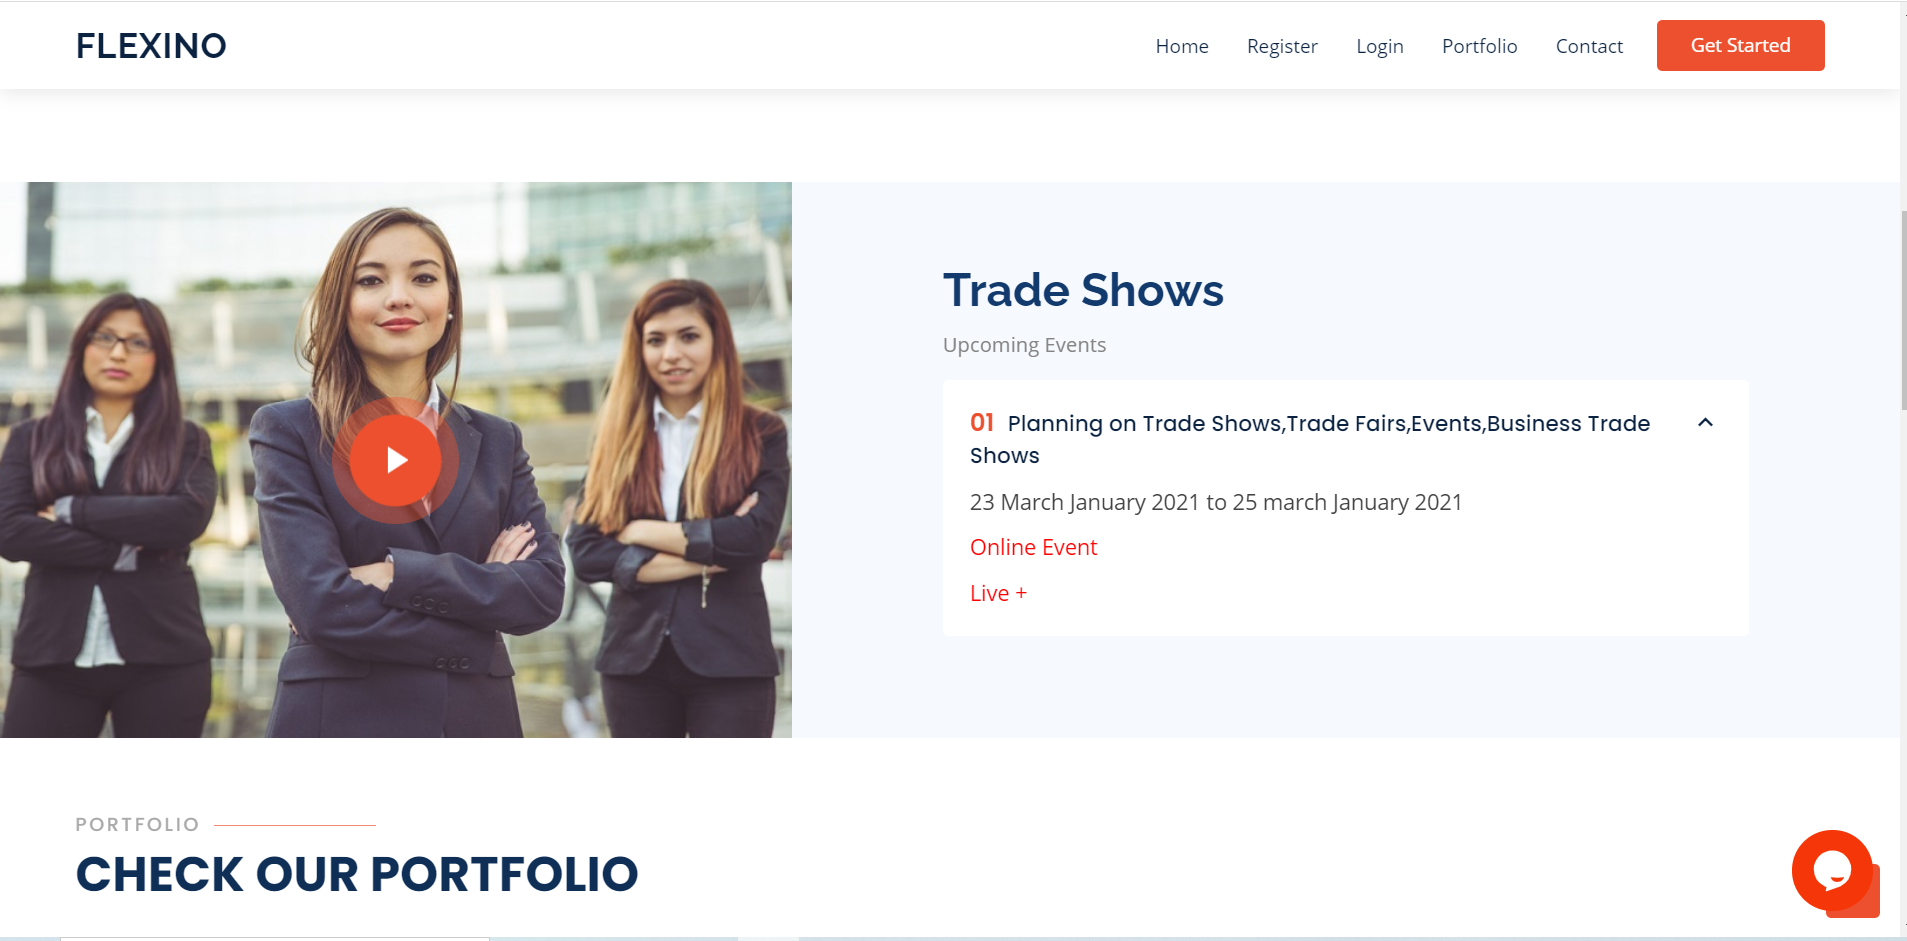 FLEXINO
Home Register Login Portfolio Contact Get Started
Trade Shows
Upcoming Events
01 Planning on Trade Shows,Trade Fairs,Events,Business Trade
Shows
23 March January 2021 to 25 march January 2021
Online Event
Live +
PORTFOLIO
CHECK OUR PORTFOLIO